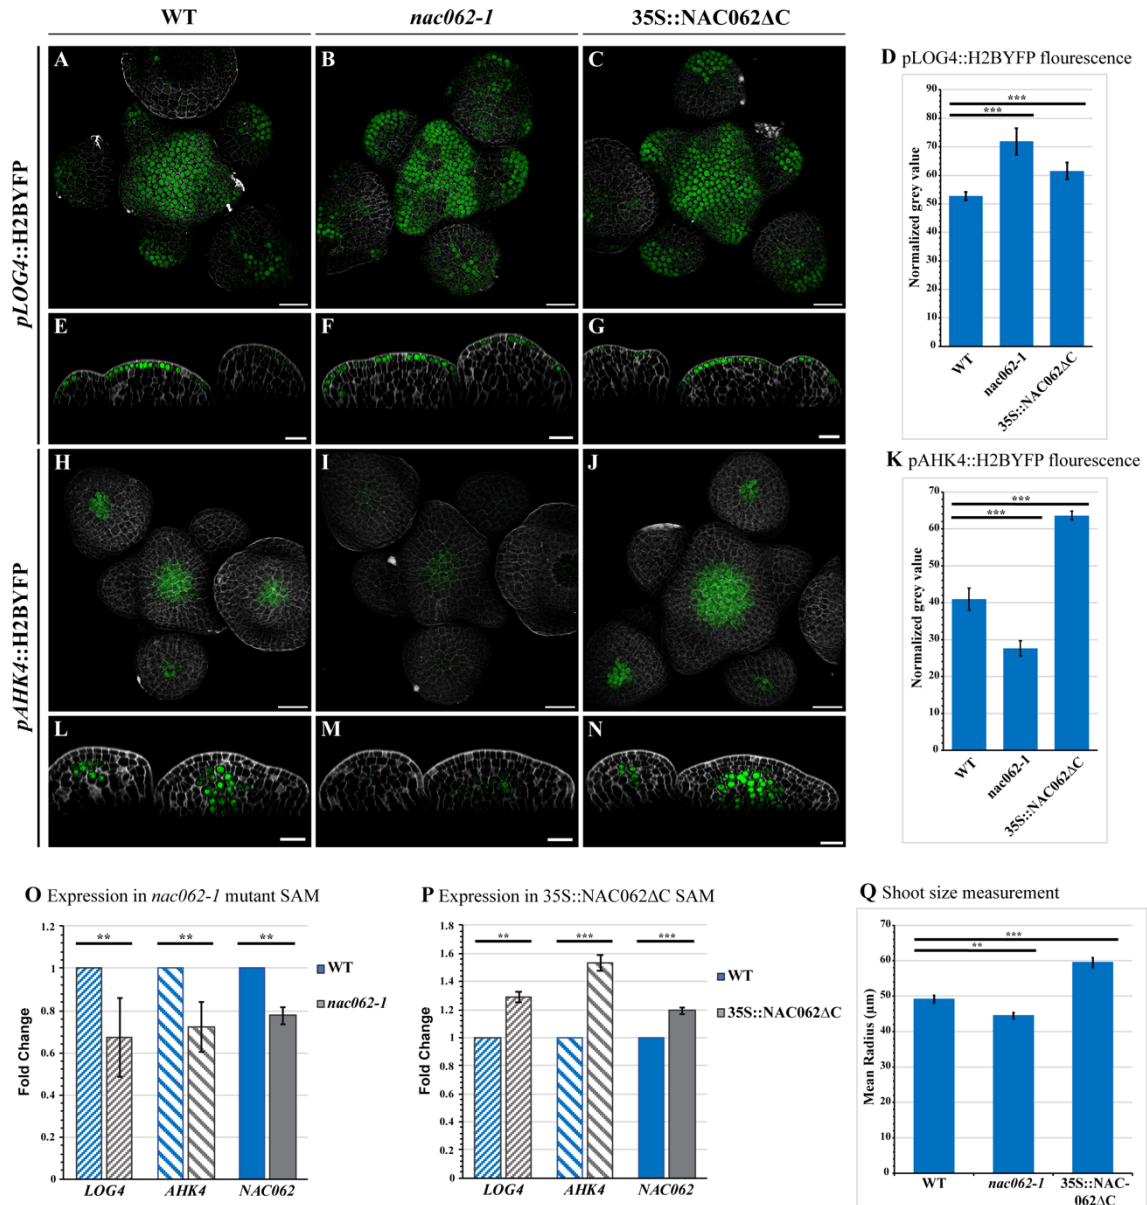 WT
nac062-1
35S::NAC062ΔC
pLOG4::H2BYFP
A
B
C
D pLOG4::H2BYFP flourescence
Normalized grey value
90
80
70
60
50
40
30
20
10
0
***
***
WT
nac062-1
35S::NAC062ΔC
E
F
G
pAHK4::H2BYFP
H
I
J
K pAHK4::H2BYFP flourescence
Normalized grey value
70
60
50
40
30
20
10
0
***
***
WT
nac062-1
35S::NAC062ΔC
L
M
N
O Expression in nac062-1 mutant SAM
Fold Change
1.2
1
0.8
0.6
0.4
0.2
0
** ** **
WT
nac062-1
LOG4 AHK4 NAC062
P Expression in 35S::NAC062ΔC SAM
Fold Change
1.8
1.6
1.4
1.2
1
0.8
0.6
0.4
0.2
0
** *** ***
WT
35S::NAC062ΔC
LOG4 AHK4 NAC062
Q Shoot size measurement
Mean Radius (μm)
70
60
50
40
30
20
10
0
***
**
WT nac062-1 35S::NAC-
062ΔC